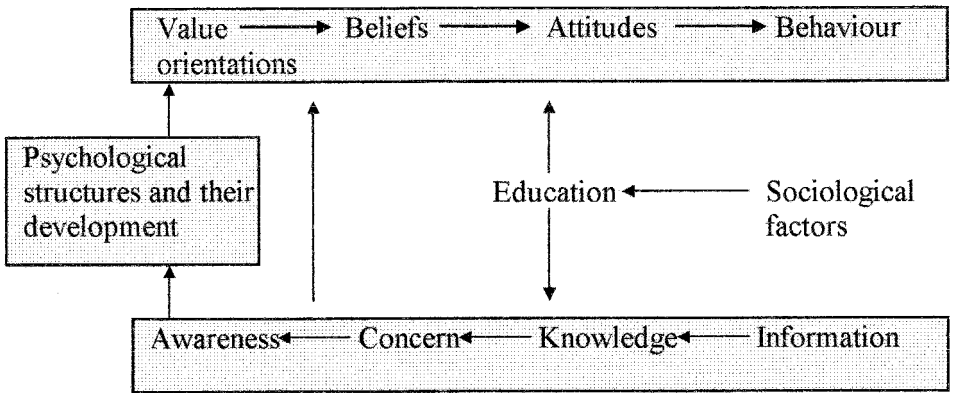 Value Beliefs Attitudes Behaviour
orientations
Psychological
structures and their
development
Education Sociological
factors
Awareness Concern Knowledge Information